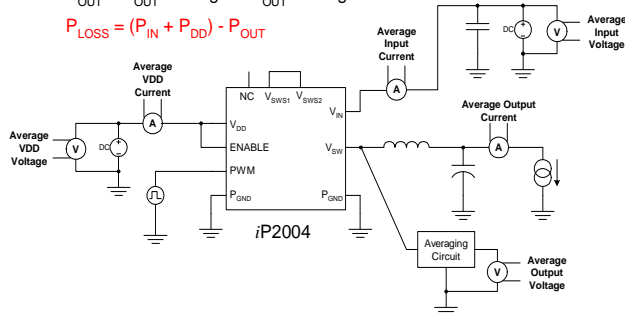 P_LOSS = (P_IN + P_DD) - P_OUT
Average
Input
Current
DC
V
Average
Input
Voltage
A
Average
VDD
Current
NC
V_SWS1
V_SWS2
V_IN
Average Output
Current
Average
VDD
Voltage
V
DC
A
V_DD
ENABLE
PWM
P_GND
V_SW
P_GND
A
iP2004
Averaging
Circuit
V
Average
Output
Voltage